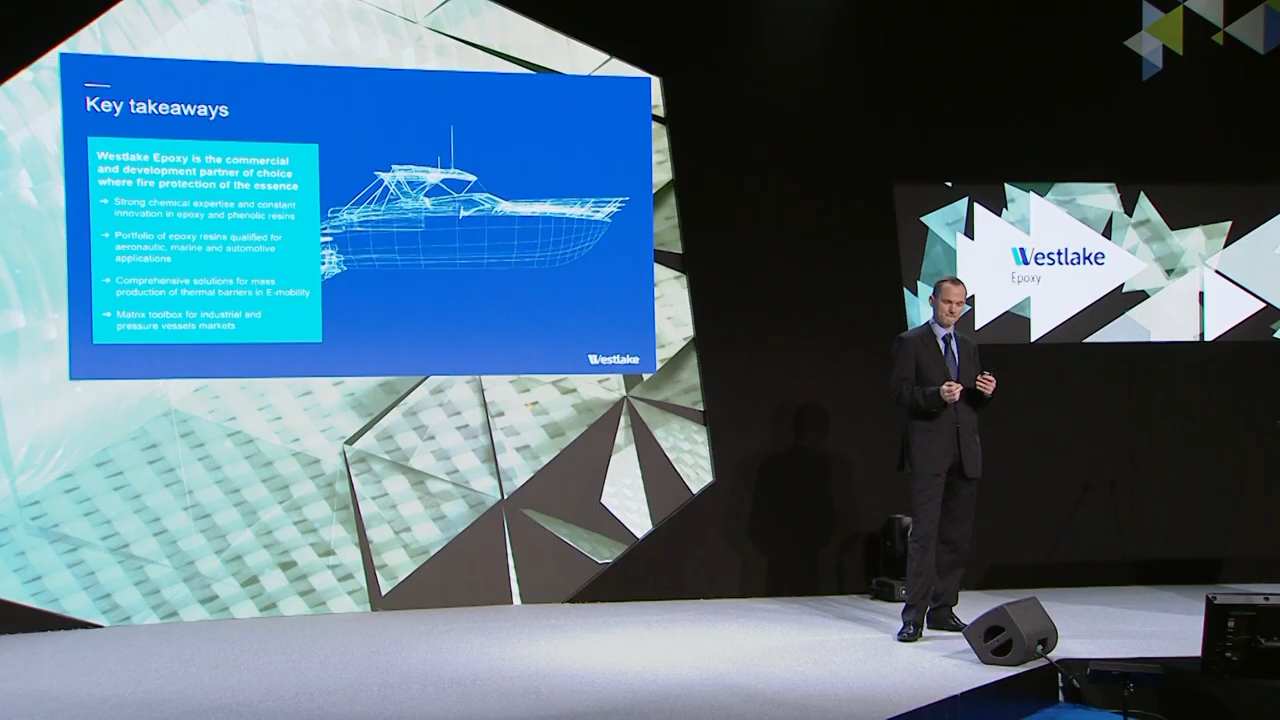 Key takeaways
Westlake Epoxy is the commercial
and development partner of choice
where fire protection of the essence
→ Strong chemical expertise and constant
innovation in epoxy and phenolic resins
→ Portfolio of epoxy resins qualified for
aeronautic, marine and automotive
applications
→ Comprehensive solutions for mass
production of thermal barriers in E-mobility
→ Matrix toolbox for industrial and
pressure vessels markets
Westlake
Westlake
Epoxy